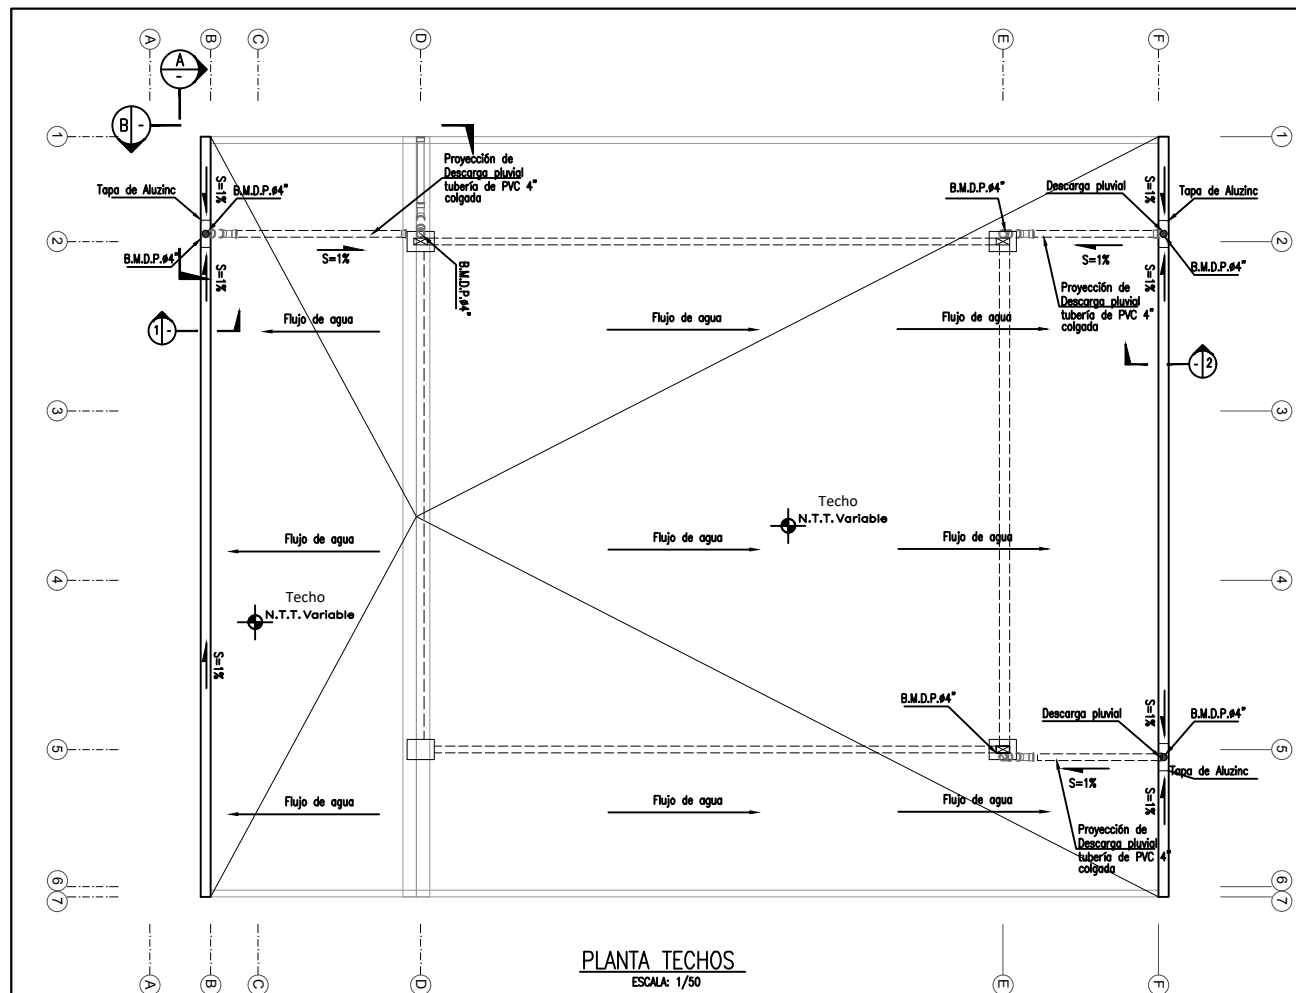 A
B
C
D
E
F
A
-
B
-
1
1
Proyección de
Descarga pluvial
tubería de PVC 4"
colgada
S=1%
B.M.D.P.ø4"
Tapa de Aluzinc
B.M.D.P.ø4"
Descarga pluvial
S=1%
Tapa de Aluzinc
2
2
B.M.D.P.ø4"
S=1%
S=1%
B.M.D.P.ø4"
S=1%
S=1%
B.M.D.P.ø4"
Proyección de
Descarga pluvial
tubería de PVC 4"
colgada
1
-
Flujo de agua
Flujo de agua
Flujo de agua
-
2
3
3
Techo
N.T.T. Variable
Flujo de agua
Flujo de agua
Flujo de agua
4
4
Techo
N.T.T. Variable
S=1%
B.M.D.P.ø4"
Descarga pluvial
S=1%
B.M.D.P.ø4"
5
5
S=1%
Tapa de Aluzinc
S=1%
Flujo de agua
Flujo de agua
Flujo de agua
Proyección de
Descarga pluvial
tubería de PVC 4"
colgada
6
6
7
7
PLANTA TECHOS
ESCALA: 1/50
A
B
C
D
E
F